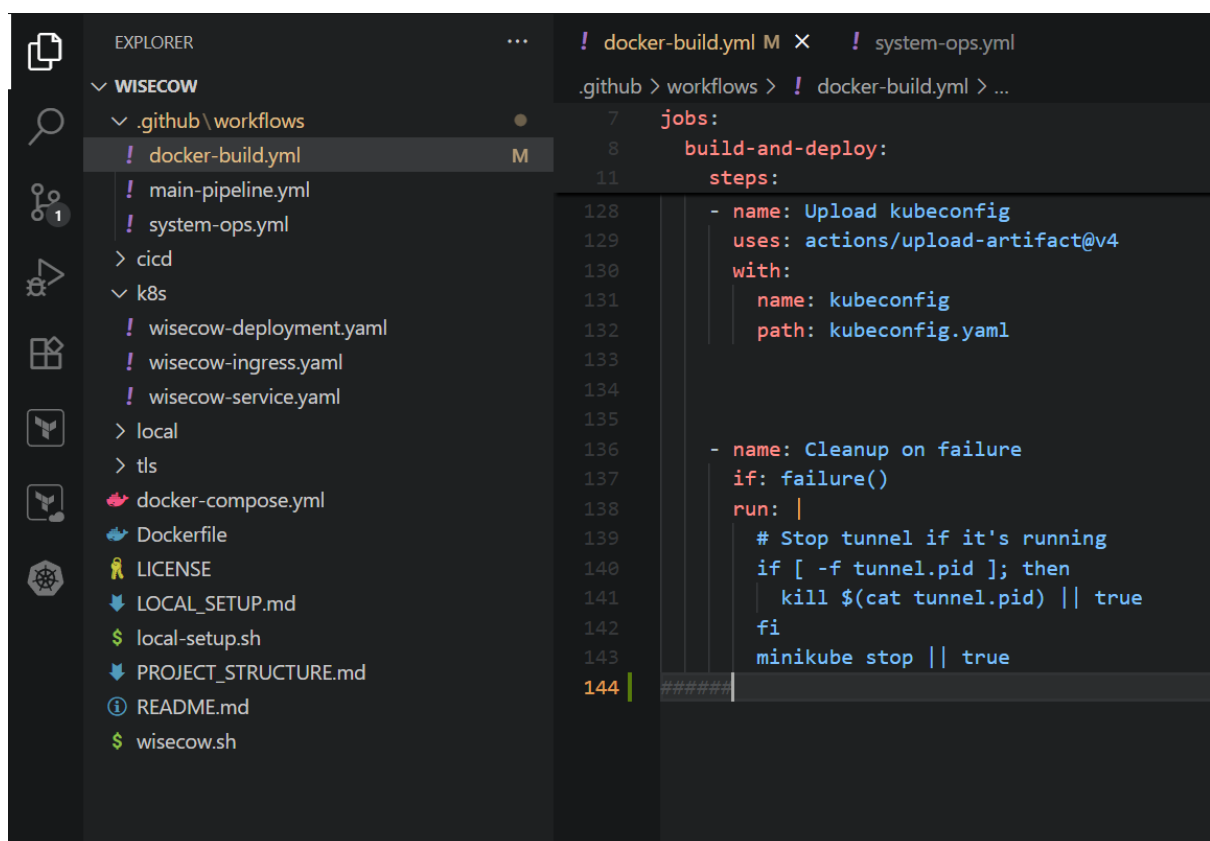 EXPLORER
WISECOW
.github\workflows
docker-build.yml M
main-pipeline.yml
system-ops.yml
1
cicd
k8s
wisecow-deployment.yaml
wisecow-ingress.yaml
wisecow-service.yaml
local
tls
docker-compose.yml
Dockerfile
LICENSE
LOCAL_SETUP.md
local-setup.sh
PROJECT_STRUCTURE.md
README.md
wisecow.sh
docker-build.yml M
system-ops.yml
.github > workflows > ! docker-build.yml > ...
7 jobs:
8 build-and-deploy:
11 steps:
128 - name: Upload kubeconfig
129 uses: actions/upload-artifact@v4
130 with:
131 name: kubeconfig
132 path: kubeconfig.yaml
133
134
135
136 - name: Cleanup on failure
137 if: failure()
138 run: |
139 # Stop tunnel if it's running
140 if [ -f tunnel.pid ]; then
141 kill $(cat tunnel.pid) || true
142 fi
143 minikube stop || true
144 ######